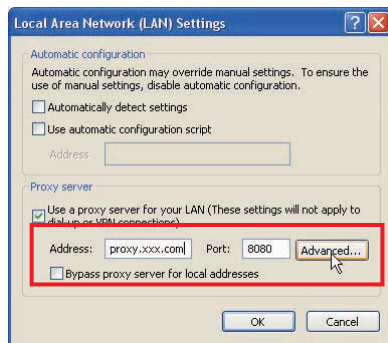 Local Area Network (LAN) Settings
Automatic configuration
Automatic configuration may override manual settings. To ensure the
use of manual settings, disable automatic configuration.
Automatically detect settings
Use automatic configuration script
Address
Proxy server
Use a proxy server for your LAN (These settings will not apply to
dial-up or VPN connections).
Address: proxy.xxx.com Port: 8080 Advanced...
Bypass proxy server for local addresses
OK Cancel